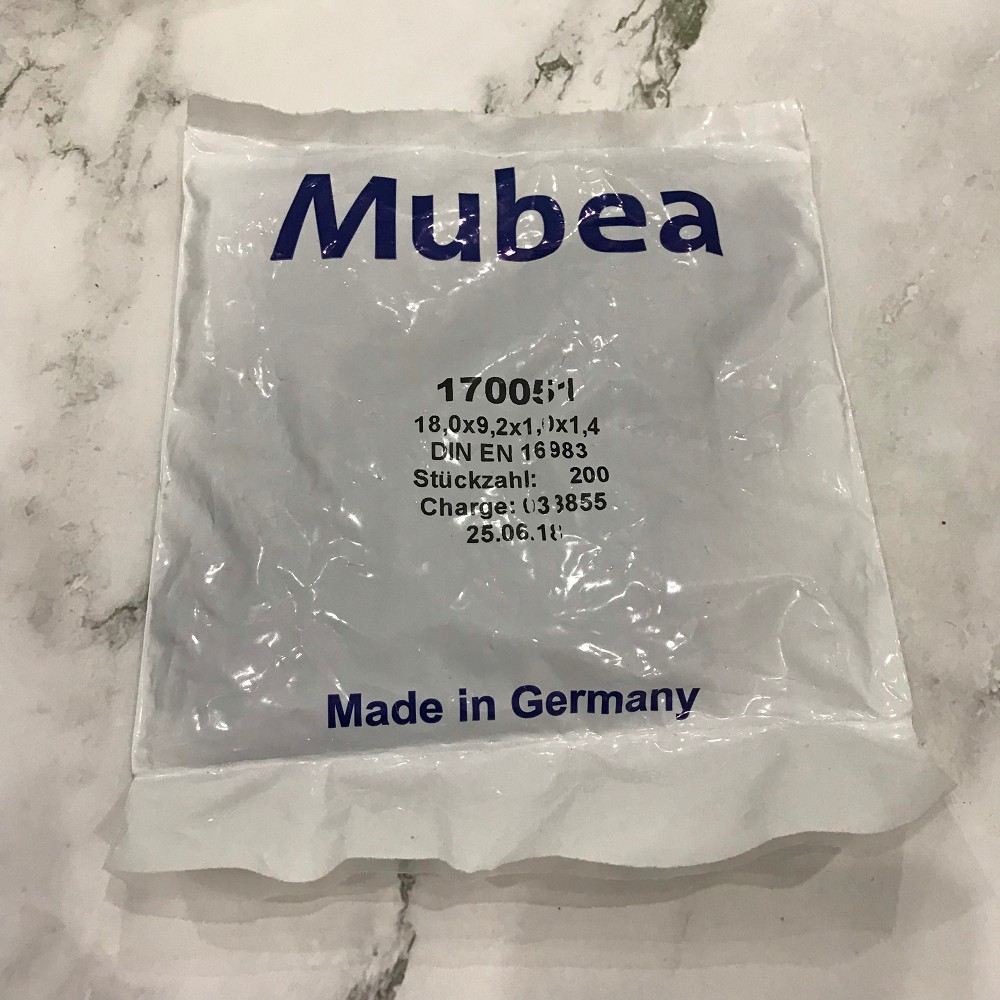 Mubea
170051
18,0x9,2x1,0x1,4
DIN EN 16983
Stückzahl: 200
Charge: 033855
25.06.18
Made in Germany